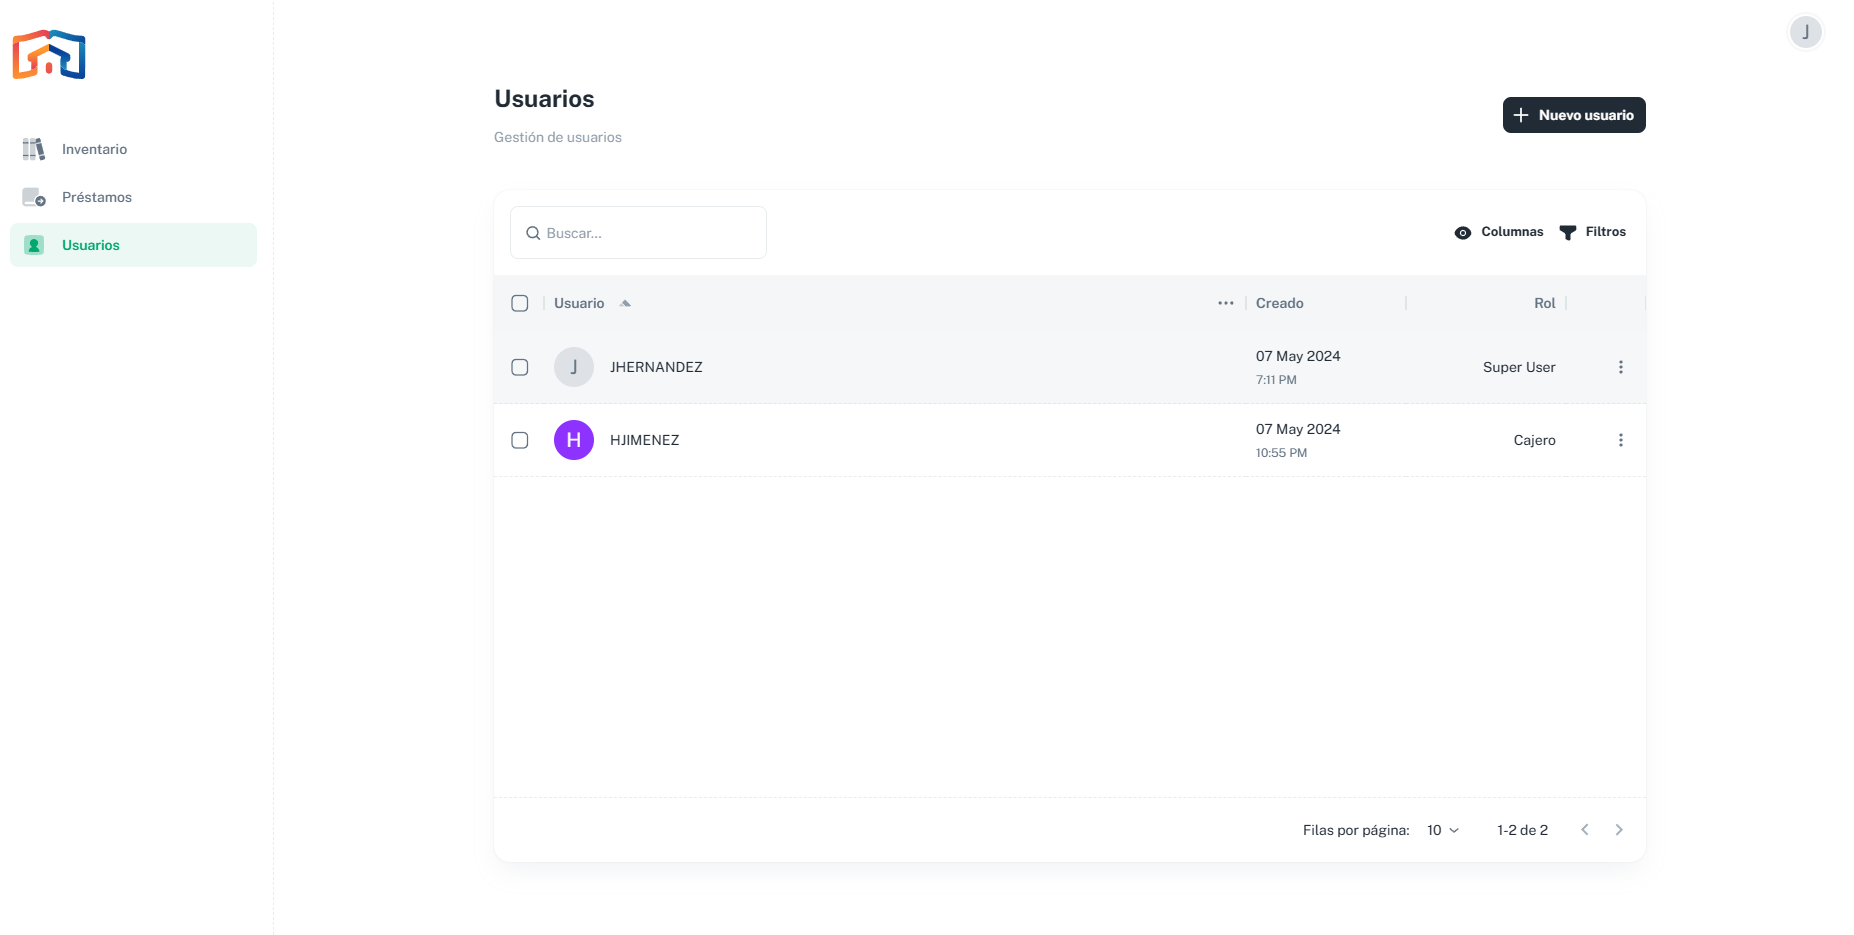 J
Usuarios
Gestión de usuarios
Nuevo usuario
Inventario
Préstamos
Usuarios
Buscar...
Columnas
Filtros
Usuario
Creado
Rol
J
JHERNANDEZ
07 May 2024
7:11 PM
Super User
H
HJIMENEZ
07 May 2024
10:55 PM
Cajero
Filas por página:
10
1-2 de 2